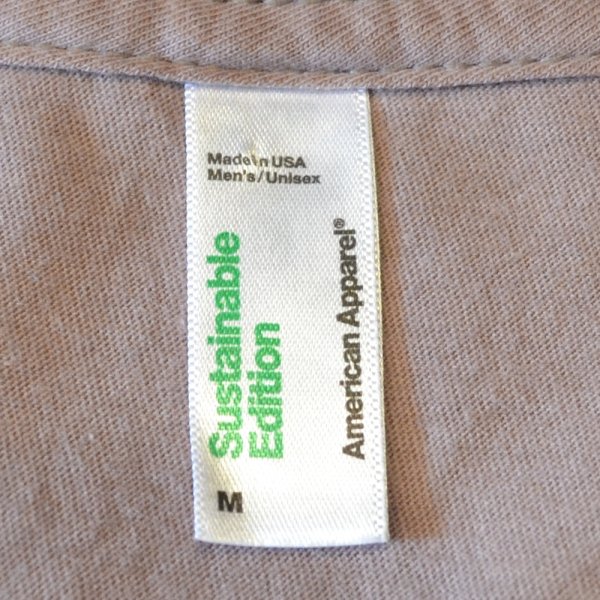 Made in USA
Men's/Unisex
Sustainable
Edition
American Apparel®
M